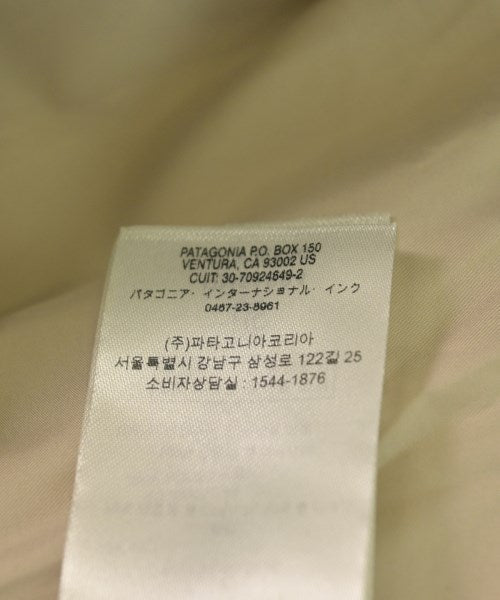 PATAGONIA P.O. BOX 150
VENTURA, CA 93002 US
CUIT: 30-70924649-2
パタゴニア・インターナショナル・インク
0467-23-8961
(주)파타고니아코리아
서울특별시 강남구 삼성로 122길 25
소비자상담실 : 1544-1876